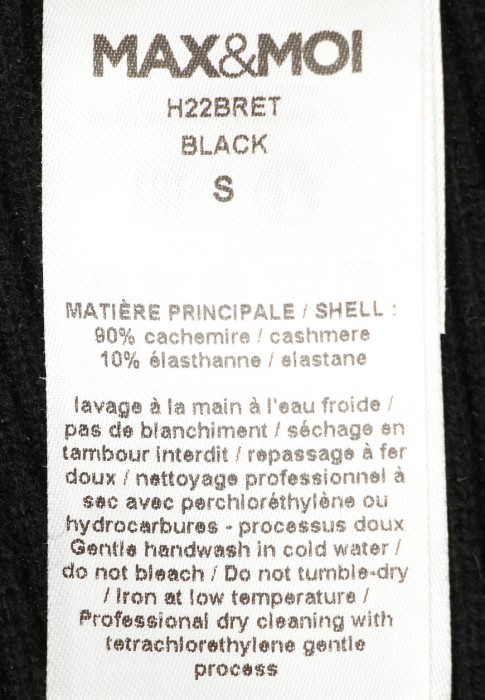 MAX&MOI
H22BRET
BLACK
S
MATIÈRE PRINCIPALE / SHELL :
90% cachemire / cashmere
10% élasthanne / elastane
lavage à la main à l'eau froide /
pas de blanchiment / séchage en
tambour interdit / repassage à fer
doux / nettoyage professionnel à
sec avec perchloréthylène ou
hydrocarbures - processus doux
Gentle handwash in cold water /
do not bleach / Do not tumble-dry
/ Iron at low temperature /
Professional dry cleaning with
tetrachlorethylene gentle
process